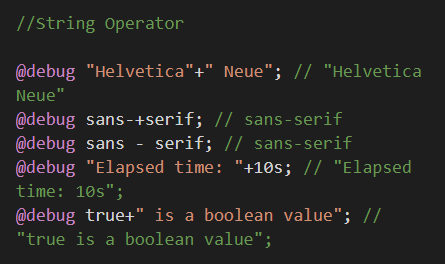 //String Operator
@debug "Helvetica"+" Neue"; // "Helvetica
Neue"
@debug sans-+serif; // sans-serif
@debug sans - serif; // sans-serif
@debug "Elapsed time: "+10s; // "Elapsed
time: 10s";
@debug true+" is a boolean value"; //
"true is a boolean value";